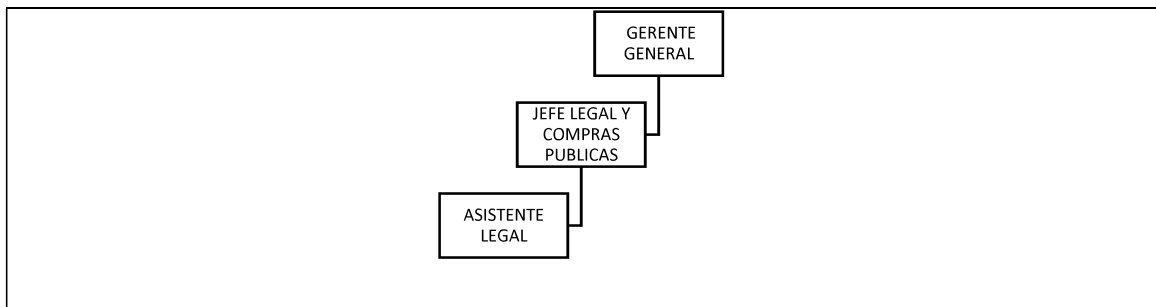 GERENTE
GENERAL
JEFE LEGAL Y
COMPRAS
PUBLICAS
ASISTENTE
LEGAL